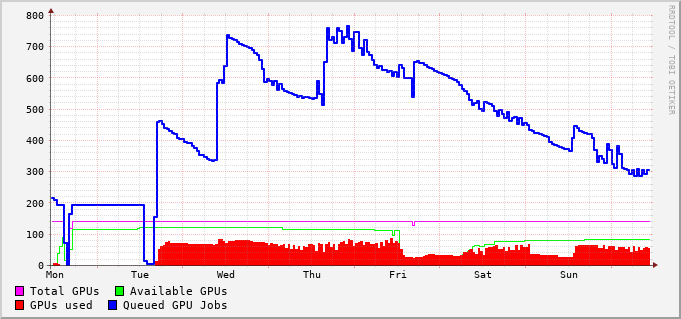 800
700
600
500
400
300
200
100
0
Mon Tue Wed Thu Fri Sat Sun
Total GPUs Available GPUs
GPUs used Queued GPU Jobs
RRDTOOL / TOBI OETIKER